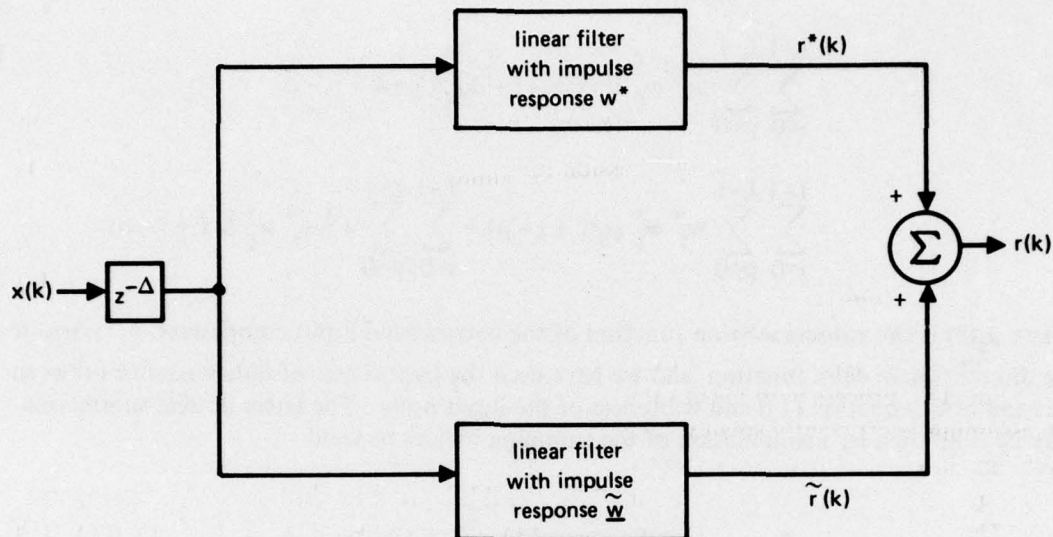 linear filter
with impulse
response w*
r*(k)
+
Σ
r(k)
x(k)
z⁻Δ
+
linear filter
with impulse
response w̃
r̃(k)